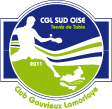 CGL SUD OISE
Tennis de Table
2011
Club Gouvieux Lamorlaye